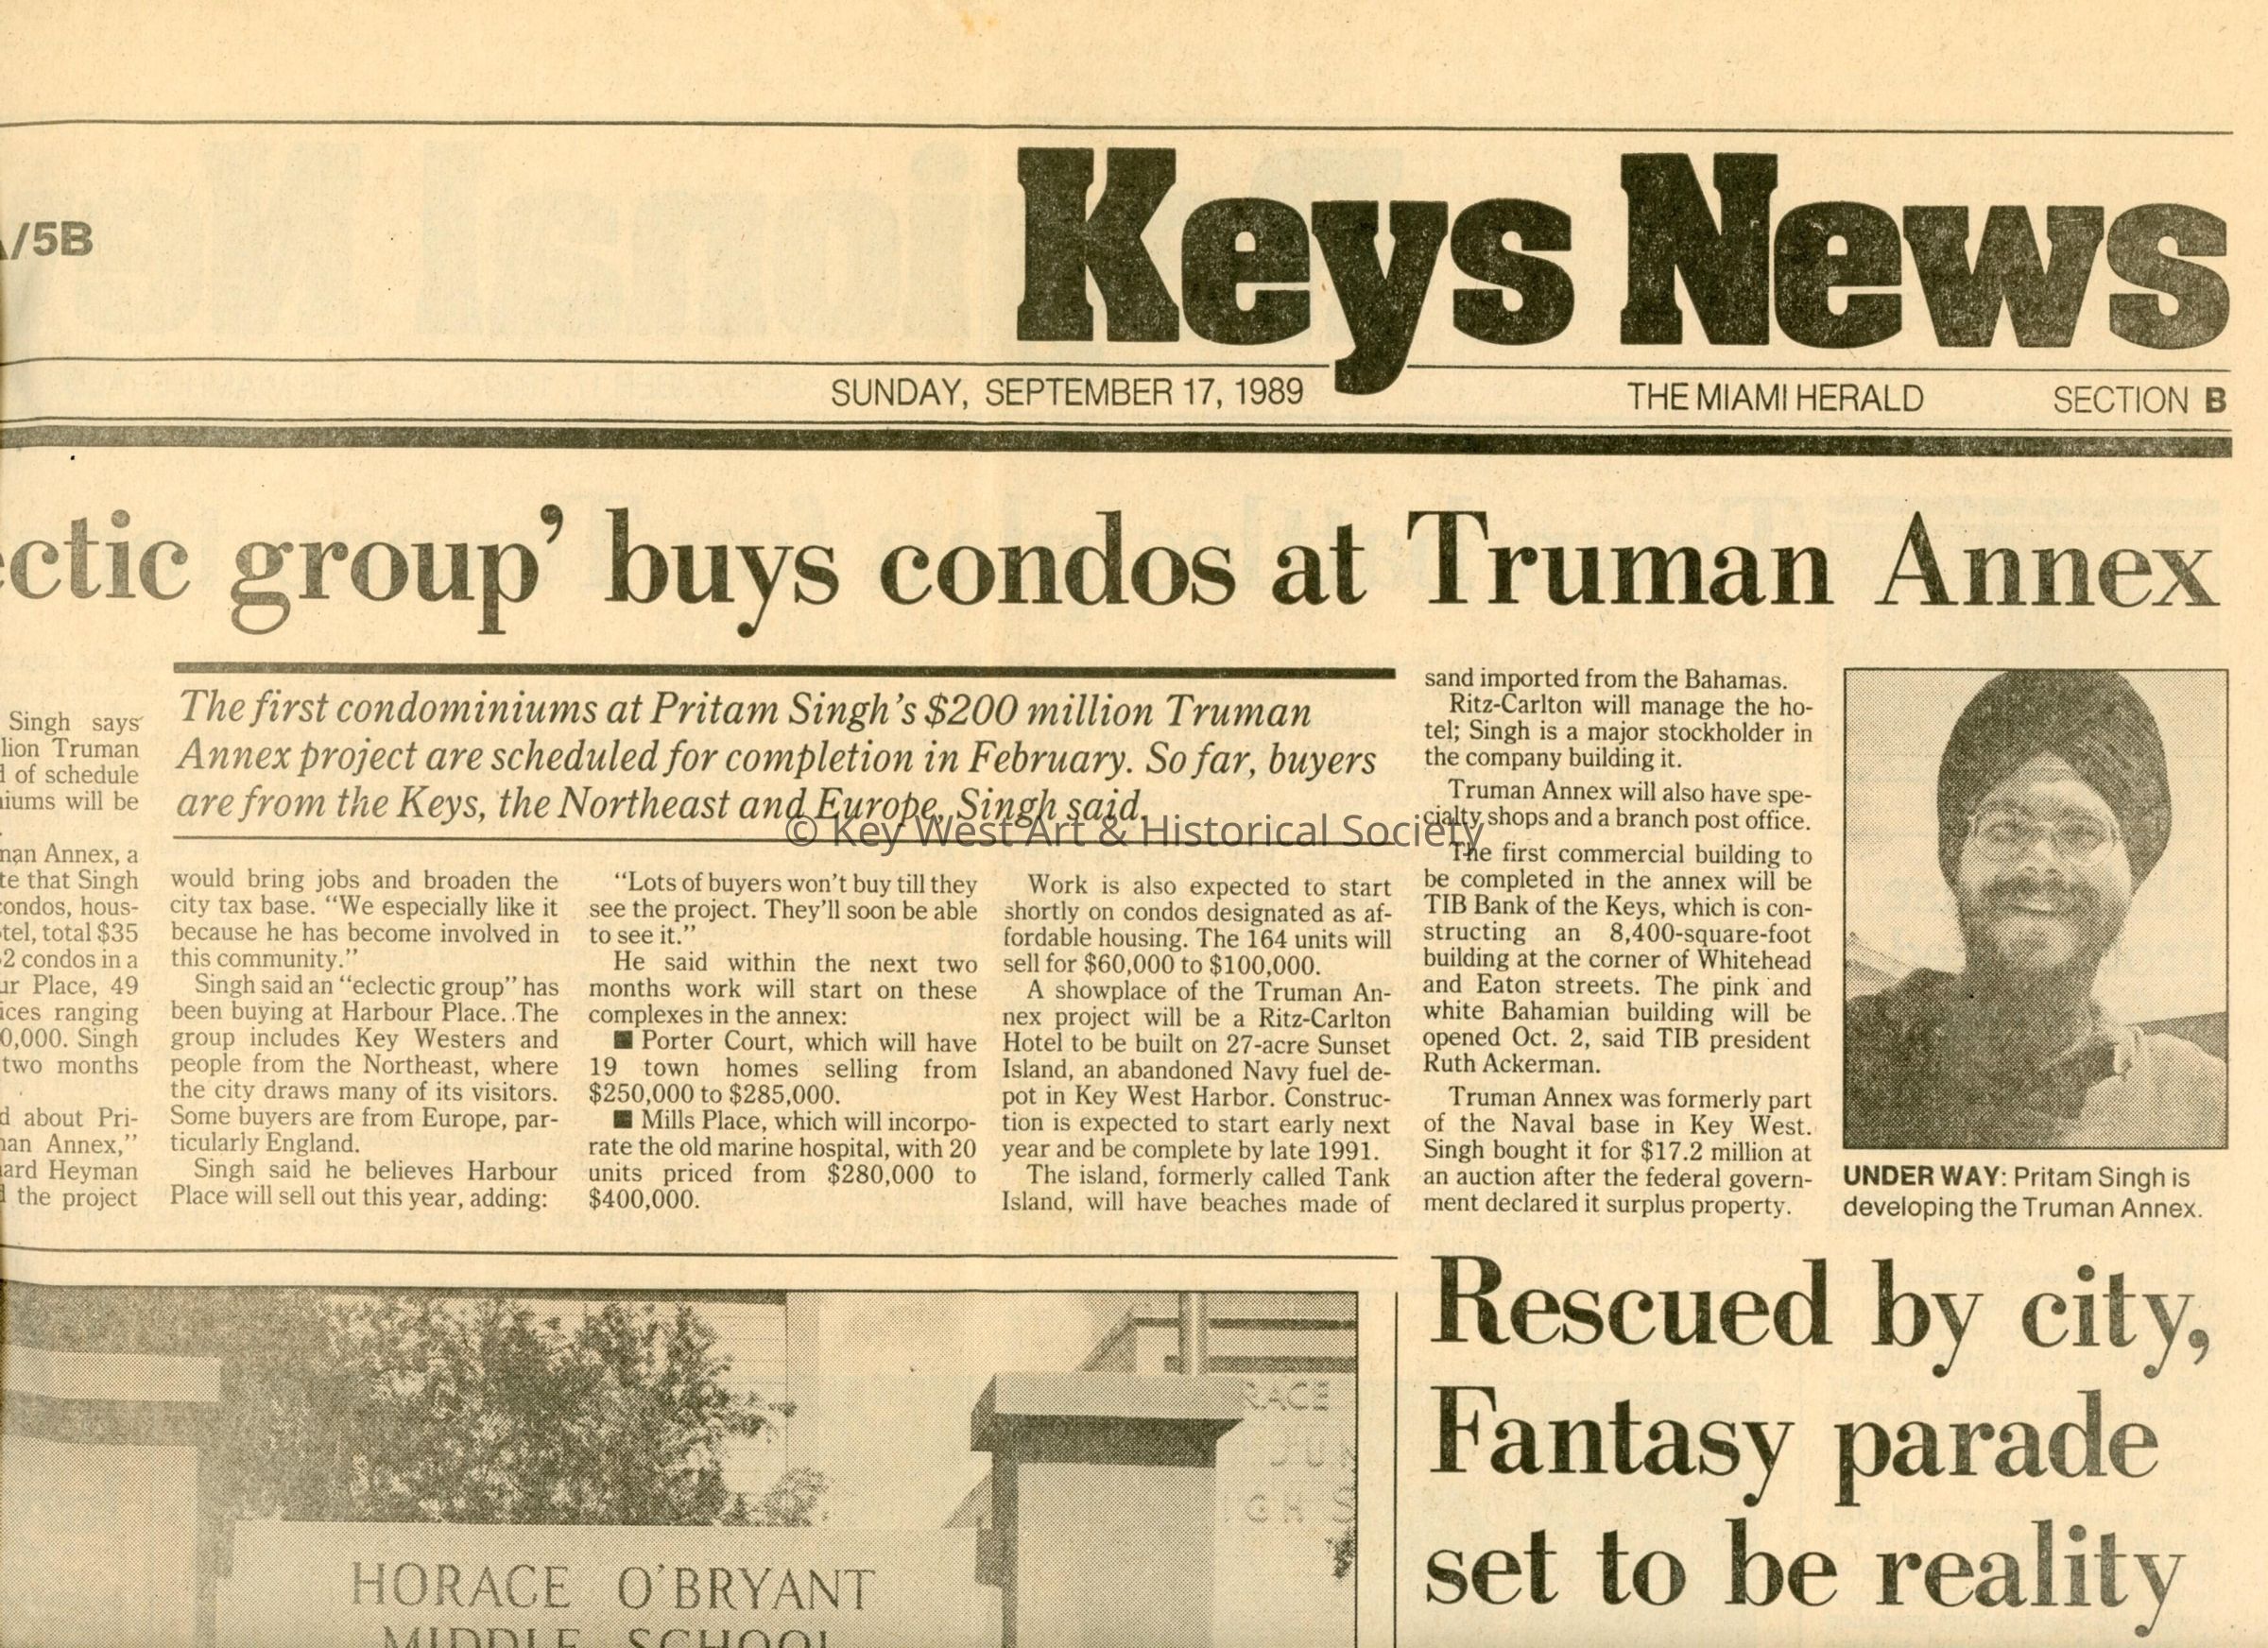 /5B
Keys News
SUNDAY, SEPTEMBER 17, 1989
THE MIAMI HERALD
SECTION B
ctic group’ buys condos at Truman Annex
Singh says
lion Truman
of schedule
iums will be
man Annex, a
te that Singh
condos, hous-
tel, total $35
2 condos in a
ur Place, 49
ices ranging
0,000. Singh
two months
d about Pri-
man Annex,”
ard Heyman
the project
The first condominiums at Pritam Singh’s $200 million Truman
Annex project are scheduled for completion in February. So far, buyers
are from the Keys, the Northeast and Europe, Singh said.
would bring jobs and broaden the
city tax base. “We especially like it
because he has become involved in
this community.”
Singh said an “eclectic group” has
been buying at Harbour Place. The
group includes Key Westers and
people from the Northeast, where
the city draws many of its visitors.
Some buyers are from Europe, par-
ticularly England.
Singh said he believes Harbour
Place will sell out this year, adding:
“Lots of buyers won’t buy till they
see the project. They’ll soon be able
to see it.”
He said within the next two
months work will start on these
complexes in the annex:
■ Porter Court, which will have
19 town homes selling from
$250,000 to $285,000.
■ Mills Place, which will incorpo-
rate the old marine hospital, with 20
units priced from $280,000 to
$400,000.
Work is also expected to start
shortly on condos designated as af-
fordable housing. The 164 units will
sell for $60,000 to $100,000.
A showplace of the Truman An-
nex project will be a Ritz-Carlton
Hotel to be built on 27-acre Sunset
Island, an abandoned Navy fuel de-
pot in Key West Harbor. Construc-
tion is expected to start early next
year and be complete by late 1991.
The island, formerly called Tank
Island, will have beaches made of
sand imported from the Bahamas.
Ritz-Carlton will manage the ho-
tel; Singh is a major stockholder in
the company building it.
Truman Annex will also have spe-
cialty shops and a branch post office.
The first commercial building to
be completed in the annex will be
TIB Bank of the Keys, which is con-
structing an 8,400-square-foot
building at the corner of Whitehead
and Eaton streets. The pink and
white Bahamian building will be
opened Oct. 2, said TIB president
Ruth Ackerman.
Truman Annex was formerly part
of the Naval base in Key West.
Singh bought it for $17.2 million at
an auction after the federal govern-
ment declared it surplus property.
UNDER WAY: Pritam Singh is
developing the Truman Annex.
© Key West Art & Historical Society
RACE
JUN
IGH S
HORACE O’BRYANT
MIDDLE SCHOOL
Rescued by city,
Fantasy parade
set to be reality